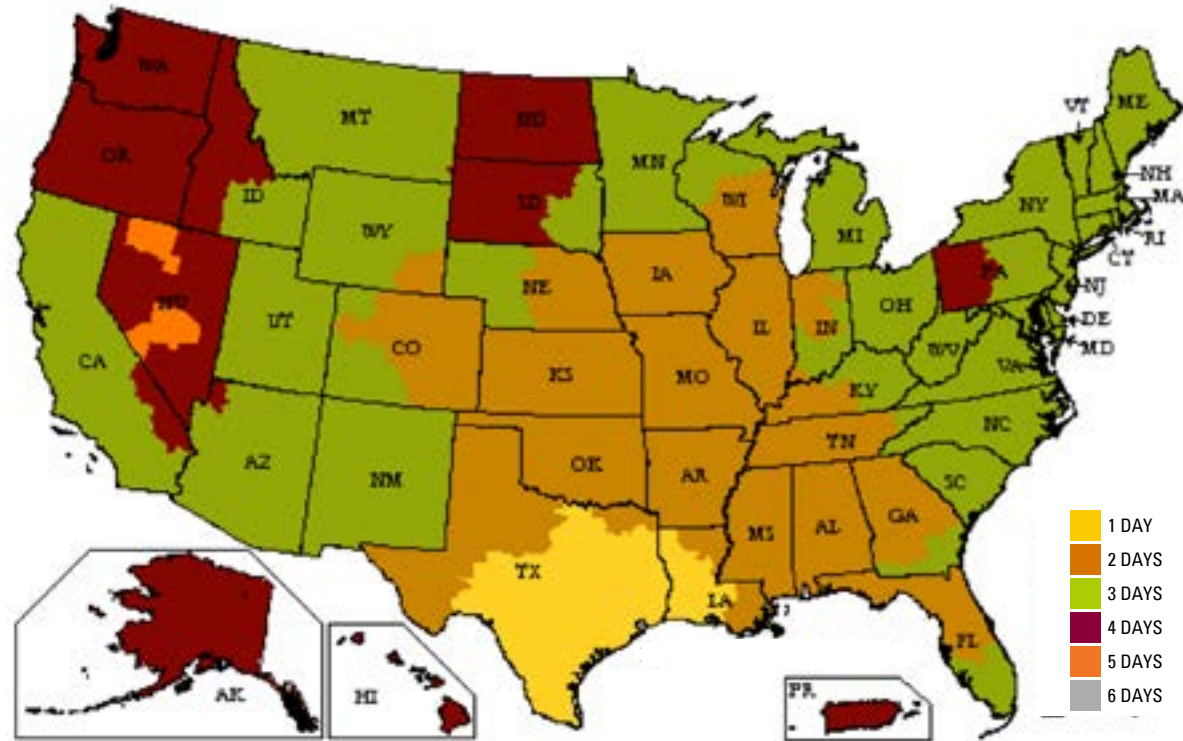 WA
MT
ND
MN
VT
ME
OR
ID
SD
WI
NY
NH
MA
RI
CT
WY
MI
PA
NJ
IA
NE
OH
DE
NV
UT
CO
IL
IN
WV
MD
CA
KS
MO
KY
VA
AZ
NM
OK
AR
TN
NC
SC
TX
MS
AL
GA
LA
FL
AK
HI
PR
1 DAY
2 DAYS
3 DAYS
4 DAYS
5 DAYS
6 DAYS